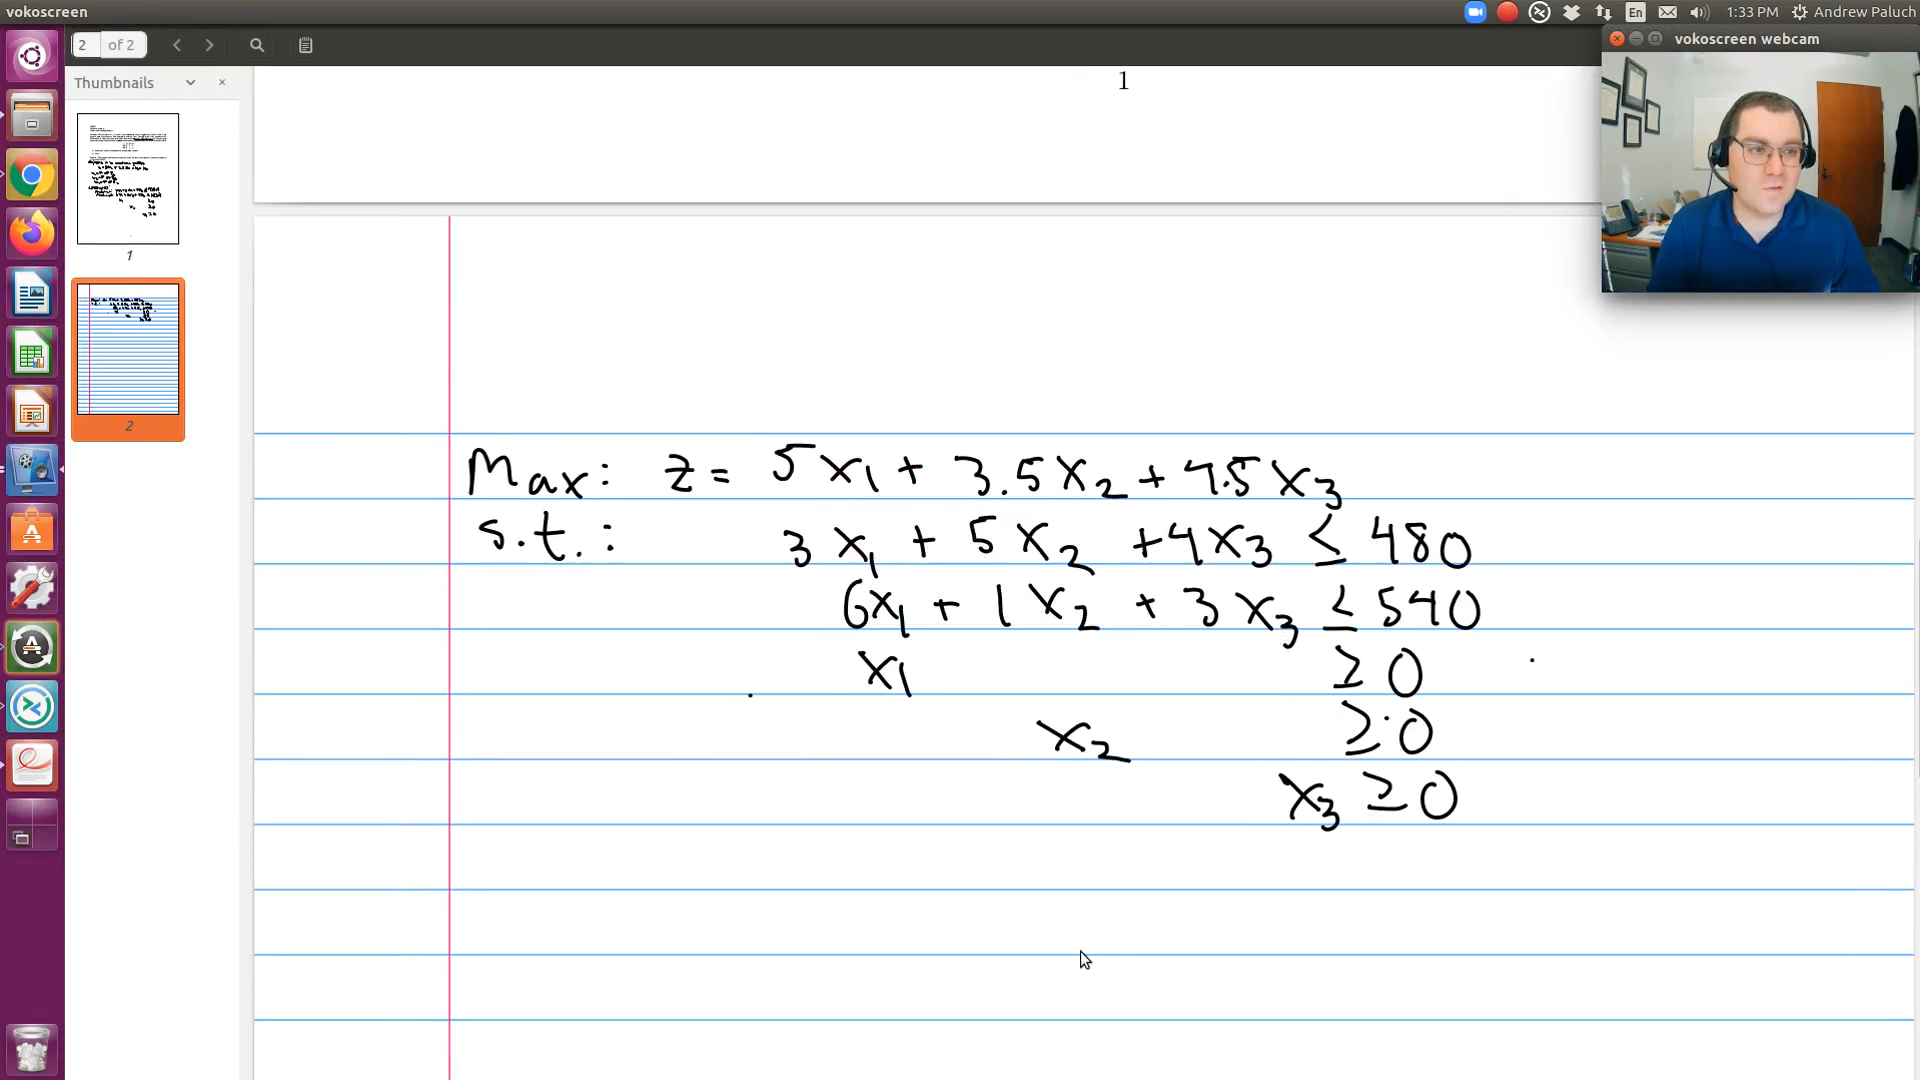 vokoscreen
En
1:33 PM
Andrew Paluch
2 of 2
vokoscreen webcam
Thumbnails
1
1
2
Max: z = 5x₁ + 3.5x₂ + 4.5x₃
s.t.: 3x₁ + 5x₂ + 4x₃ ≤ 480
6x₁ + 1x₂ + 3x₃ ≤ 540
x₁ ≥ 0
x₂ ≥ 0
x₃ ≥ 0